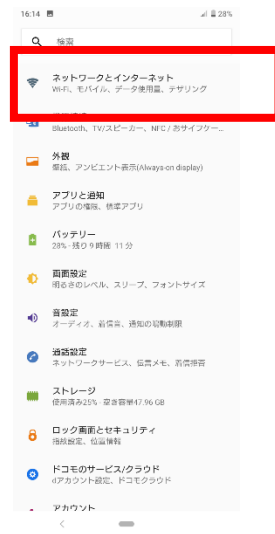 16:14
28%
検索
ネットワークとインターネット
Wi-Fi、モバイル、データ使用量、テザリング
Bluetooth、TV/スピーカー、NFC / おサイフケー...
外観
壁紙、アンビエント表示(Always-on display)
アプリと通知
アプリの権限、標準アプリ
バッテリー
28% - 残り 9 時間 11 分
画面設定
明るさのレベル、スリープ、フォントサイズ
音設定
オーディオ、着信音、通知の鳴動制限
通話設定
ネットワークサービス、伝言メモ、着信拒否
ストレージ
使用済み25% - 空き容量47.96 GB
ロック画面とセキュリティ
指紋設定、位置情報
ドコモのサービス/クラウド
dアカウント設定、ドコモクラウド
アカウント